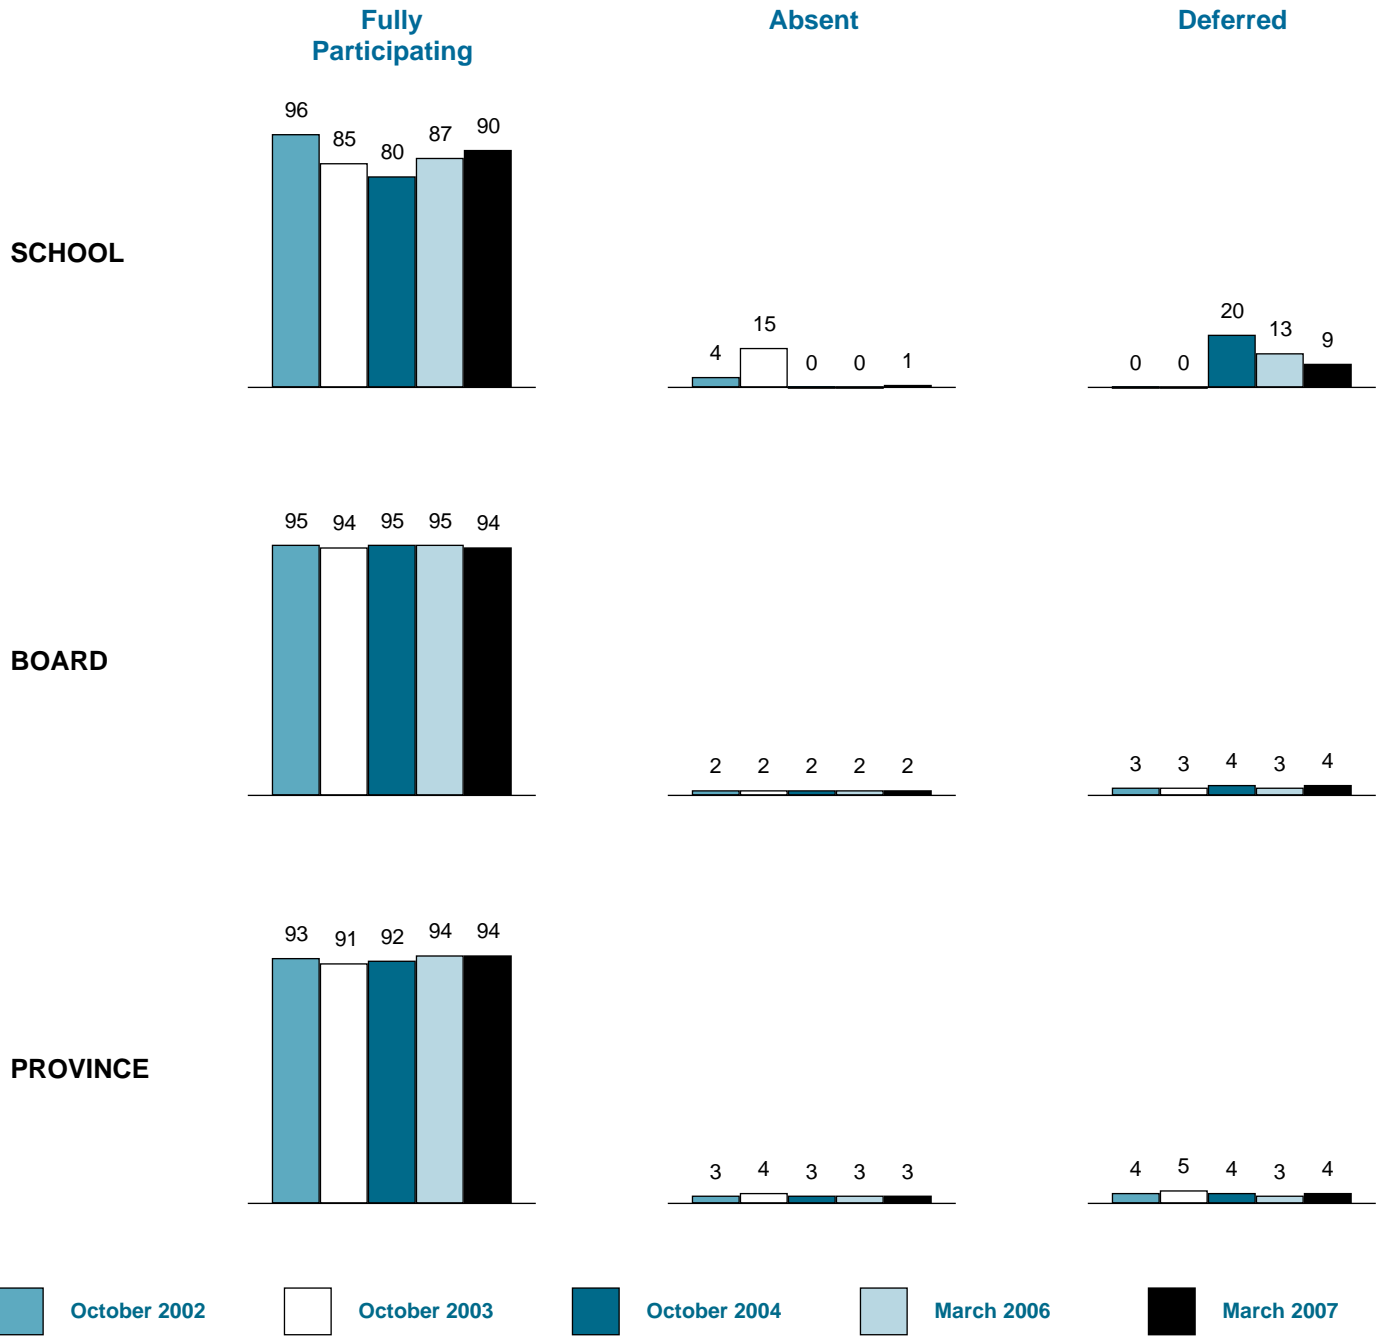 Fully
Participating
Absent
Deferred
SCHOOL
96 85 80 87 90
4 15 0 0 1
0 0 20 13 9
BOARD
95 94 95 95 94
2 2 2 2 2
3 3 4 3 4
PROVINCE
93 91 92 94 94
3 4 3 3 3
4 5 4 3 4
October 2002 October 2003 October 2004 March 2006 March 2007